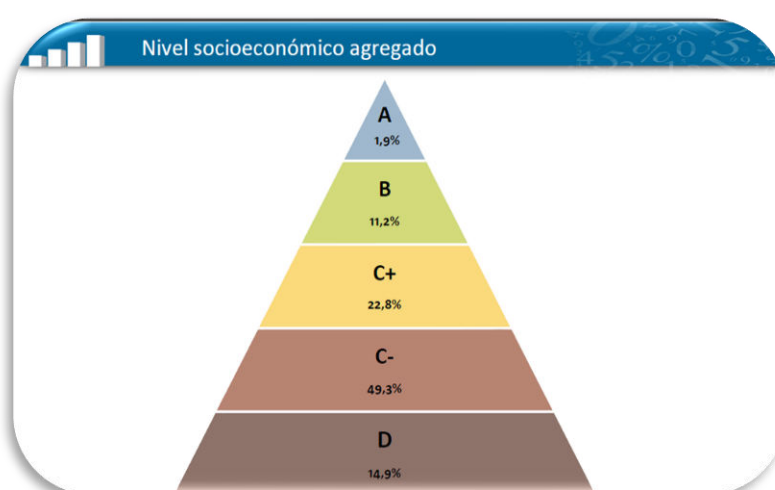 Nivel socioeconómico agregado
A
1,9%
B
11,2%
C+
22,8%
C-
49,3%
D
14,9%